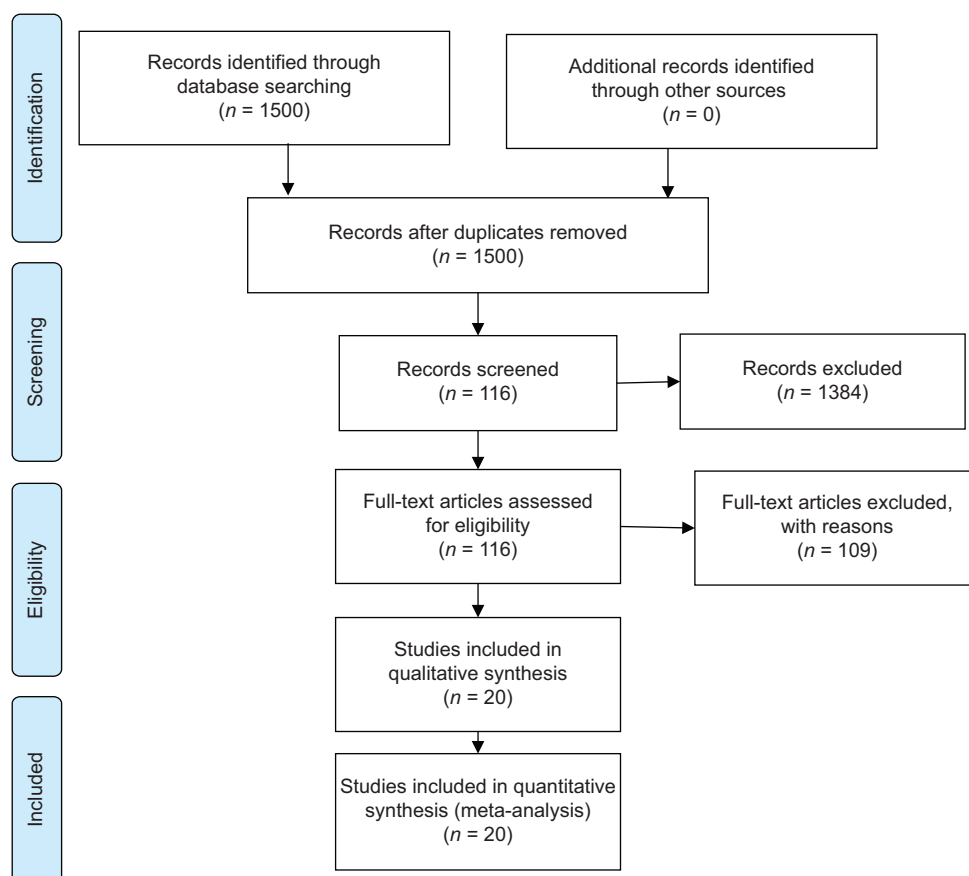 Identification
Records identified through
database searching
(n = 1500)
Additional records identified
through other sources
(n = 0)
Records after duplicates removed
(n = 1500)
Screening
Records screened
(n = 116)
Records excluded
(n = 1384)
Eligibility
Full-text articles assessed
for eligibility
(n = 116)
Full-text articles excluded,
with reasons
(n = 109)
Studies included in
qualitative synthesis
(n = 20)
Included
Studies included in quantitative
synthesis (meta-analysis)
(n = 20)